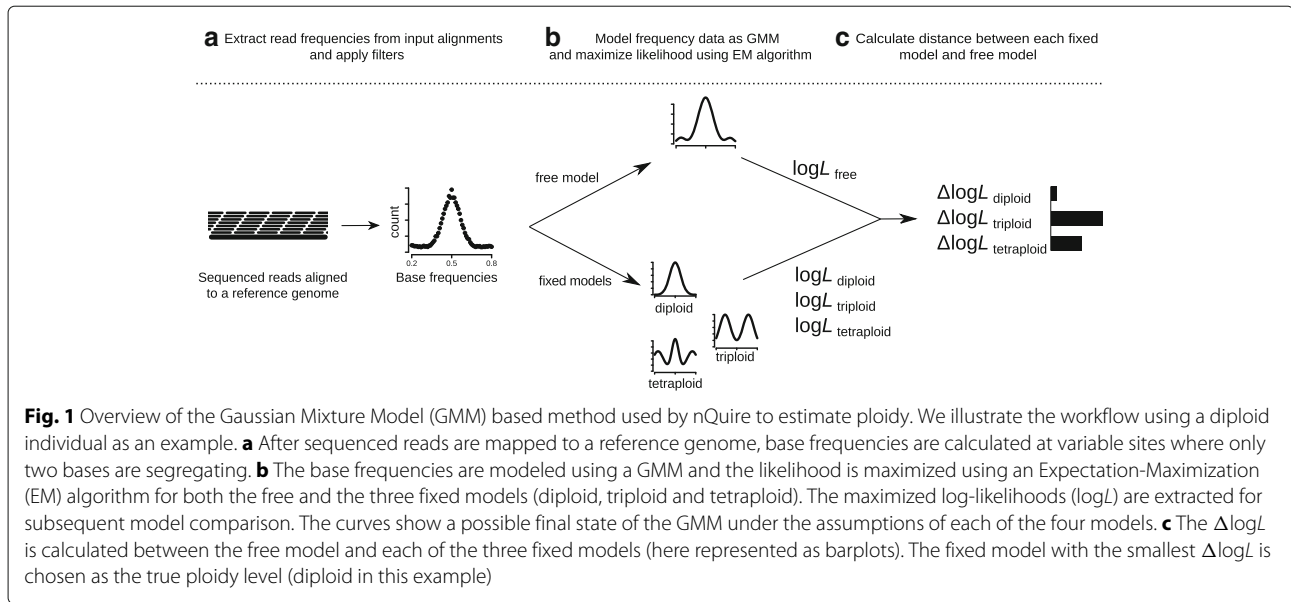 a Extract read frequencies from input alignments
and apply filters
b Model frequency data as GMM
and maximize likelihood using EM algorithm
c Calculate distance between each fixed
model and free model
free model
logL free
count
0.2 0.5 0.8
Base frequencies
Sequenced reads aligned
to a reference genome
fixed models
diploid
triploid
tetraploid
logL diploid
logL triploid
logL tetraploid
ΔlogL diploid
ΔlogL triploid
ΔlogL tetraploid
Fig. 1 Overview of the Gaussian Mixture Model (GMM) based method used by nQuire to estimate ploidy. We illustrate the workflow using a diploid
individual as an example. a After sequenced reads are mapped to a reference genome, base frequencies are calculated at variable sites where only
two bases are segregating. b The base frequencies are modeled using a GMM and the likelihood is maximized using an Expectation-Maximization
(EM) algorithm for both the free and the three fixed models (diploid, triploid and tetraploid). The maximized log-likelihoods (logL) are extracted for
subsequent model comparison. The curves show a possible final state of the GMM under the assumptions of each of the four models. c The ΔlogL
is calculated between the free model and each of the three fixed models (here represented as barplots). The fixed model with the smallest ΔlogL is
chosen as the true ploidy level (diploid in this example)